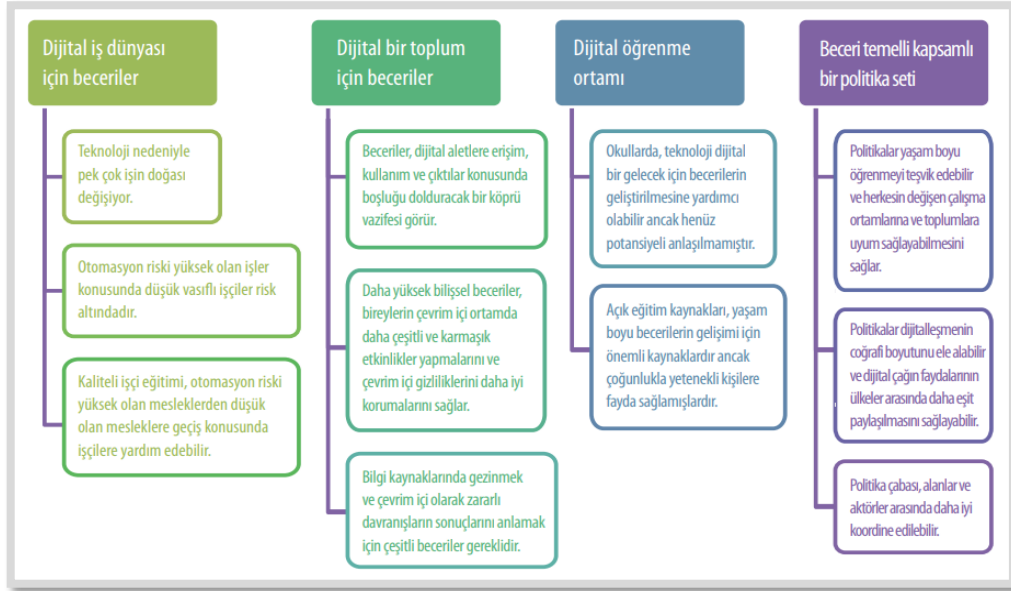 Dijital iş dünyası
için beceriler
Teknoloji nedeniyle
pek çok işin doğası
değişiyor.
Otomasyon riski yüksek olan işler
konusunda düşük vasıflı işçiler risk
altındadır.
Kaliteli işçi eğitimi, otomasyon riski
yüksek olan mesleklerden düşük
olan mesleklere geçiş konusunda
işçilere yardım edebilir.
Dijital bir toplum
için beceriler
Beceriler, dijital aletlere erişim,
kullanım ve çıktılar konusunda
boşluğu dolduracak bir köprü
vazifesi görür.
Daha yüksek bilişsel beceriler,
bireylerin çevrim içi ortamda
daha çeşitli ve karmaşık
etkinlikler yapmalarını ve
çevrim içi gizliliklerini daha iyi
korumalarını sağlar.
Bilgi kaynaklarında gezinmek
ve çevrim içi olarak zararlı
davranışların sonuçlarını anlamak
için çeşitli beceriler gereklidir.
Dijital öğrenme
ortamı
Okullarda, teknoloji dijital
bir gelecek için becerilerin
geliştirilmesine yardımcı
olabilir ancak henüz
potansiyeli anlaşılmamıştır.
Açık eğitim kaynakları, yaşam
boyu becerilerin gelişimi için
önemli kaynaklardır ancak
çoğunlukla yetenekli kişilere
fayda sağlamışlardır.
Beceri temelli kapsamlı
bir politika seti
Politikalar yaşam boyu
öğrenmeyi teşvik edebilir
ve herkesin değişen çalışma
ortamlarına ve toplumlara
uyum sağlayabilmesini
sağlar.
Politikalar dijitalleşmenin
coğrafi boyutunu ele alabilir
ve dijital çağın faydalarının
ülkeler arasında daha eşit
paylaşılmasını sağlayabilir.
Politika çabası, alanlar ve
aktörler arasında daha iyi
koordine edilebilir.